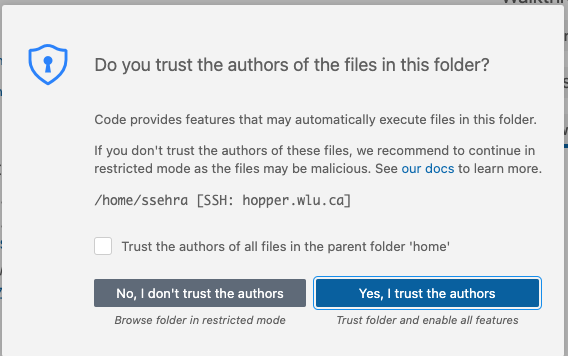 Do you trust the authors of the files in this folder?
Code provides features that may automatically execute files in this folder.
If you don't trust the authors of these files, we recommend to continue in
restricted mode as the files may be malicious. See our docs to learn more.
/home/ssehra [SSH: hopper.wlu.ca]
Trust the authors of all files in the parent folder 'home'
No, I don't trust the authors
Yes, I trust the authors
Browse folder in restricted mode
Trust folder and enable all features